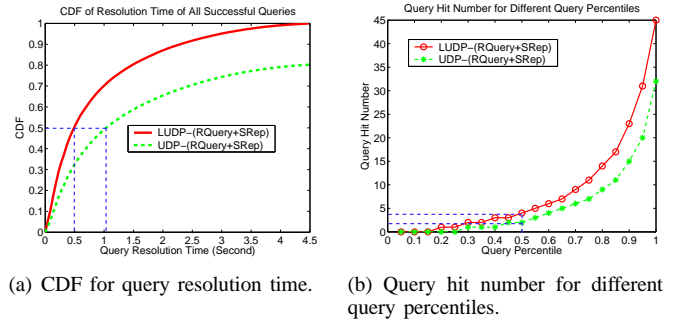 CDF of Resolution Time of All Successful Queries
1
0.9
0.8
0.7
0.6
0.5
0.4
0.3
0.2
0.1
0
CDF
LUDP−(RQuery+SRep)
UDP−(RQuery+SRep)
0 0.5 1 1.5 2 2.5 3 3.5 4 4.5
Query Resolution Time (Second)
(a) CDF for query resolution time.
Query Hit Number for Different Query Percentiles
45
40
35
30
25
20
15
10
5
0
Query Hit Number
LUDP−(RQuery+SRep)
UDP−(RQuery+SRep)
0 0.1 0.2 0.3 0.4 0.5 0.6 0.7 0.8 0.9 1
Query Percentile
(b) Query hit number for different
query percentiles.